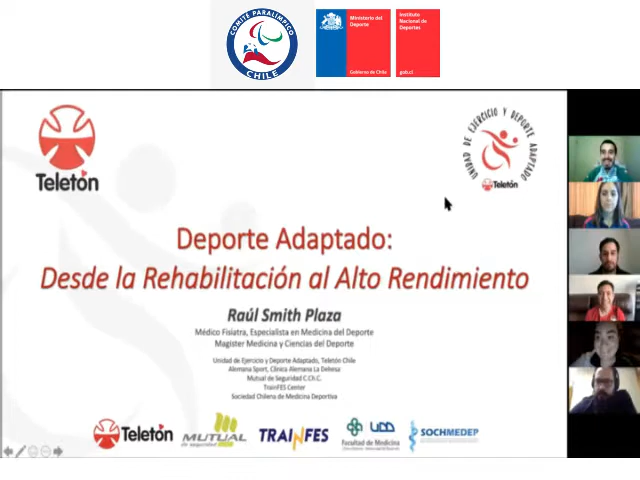 COMITÉ PARALÍMPICO
CHILE
Ministerio del
Deporte
Gobierno de Chile
Instituto
Nacional de
Deportes
gob.cl
Teletón
UNIDAD DE EJERCICIO Y DEPORTE ADAPTADO
Teletón
Deporte Adaptado:
Desde la Rehabilitación al Alto Rendimiento
Raúl Smith Plaza
Médico Fisiatra, Especialista en Medicina del Deporte
Magíster Medicina y Ciencias del Deporte
Unidad de Ejercicio y Deporte Adaptado, Teletón Chile
Alemana Sport, Clínica Alemana La Dehesa
Mutual de Seguridad C.Ch.C.
TrainFES Center
Sociedad Chilena de Medicina Deportiva
Teletón
MUTUAL
de seguridad
TRAINFES
UDD
Facultad de Medicina
SOCHMEDEP